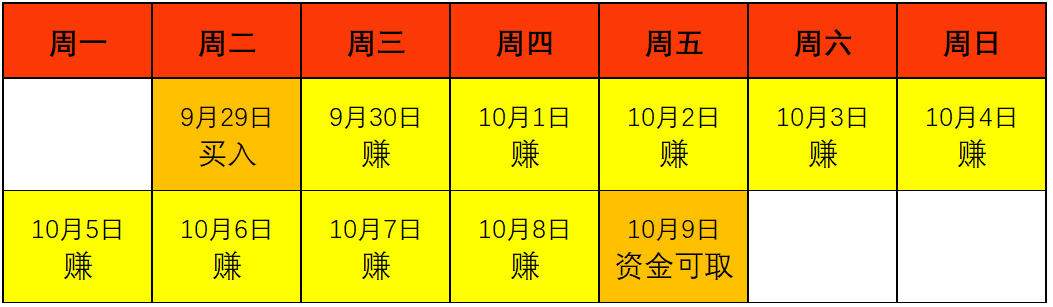 周一 周二 周三 周四 周五 周六 周日
9月29日 9月30日 10月1日 10月2日 10月3日 10月4日
买入 赚 赚 赚 赚 赚
10月5日 10月6日 10月7日 10月8日 10月9日
赚 赚 赚 赚 资金可取